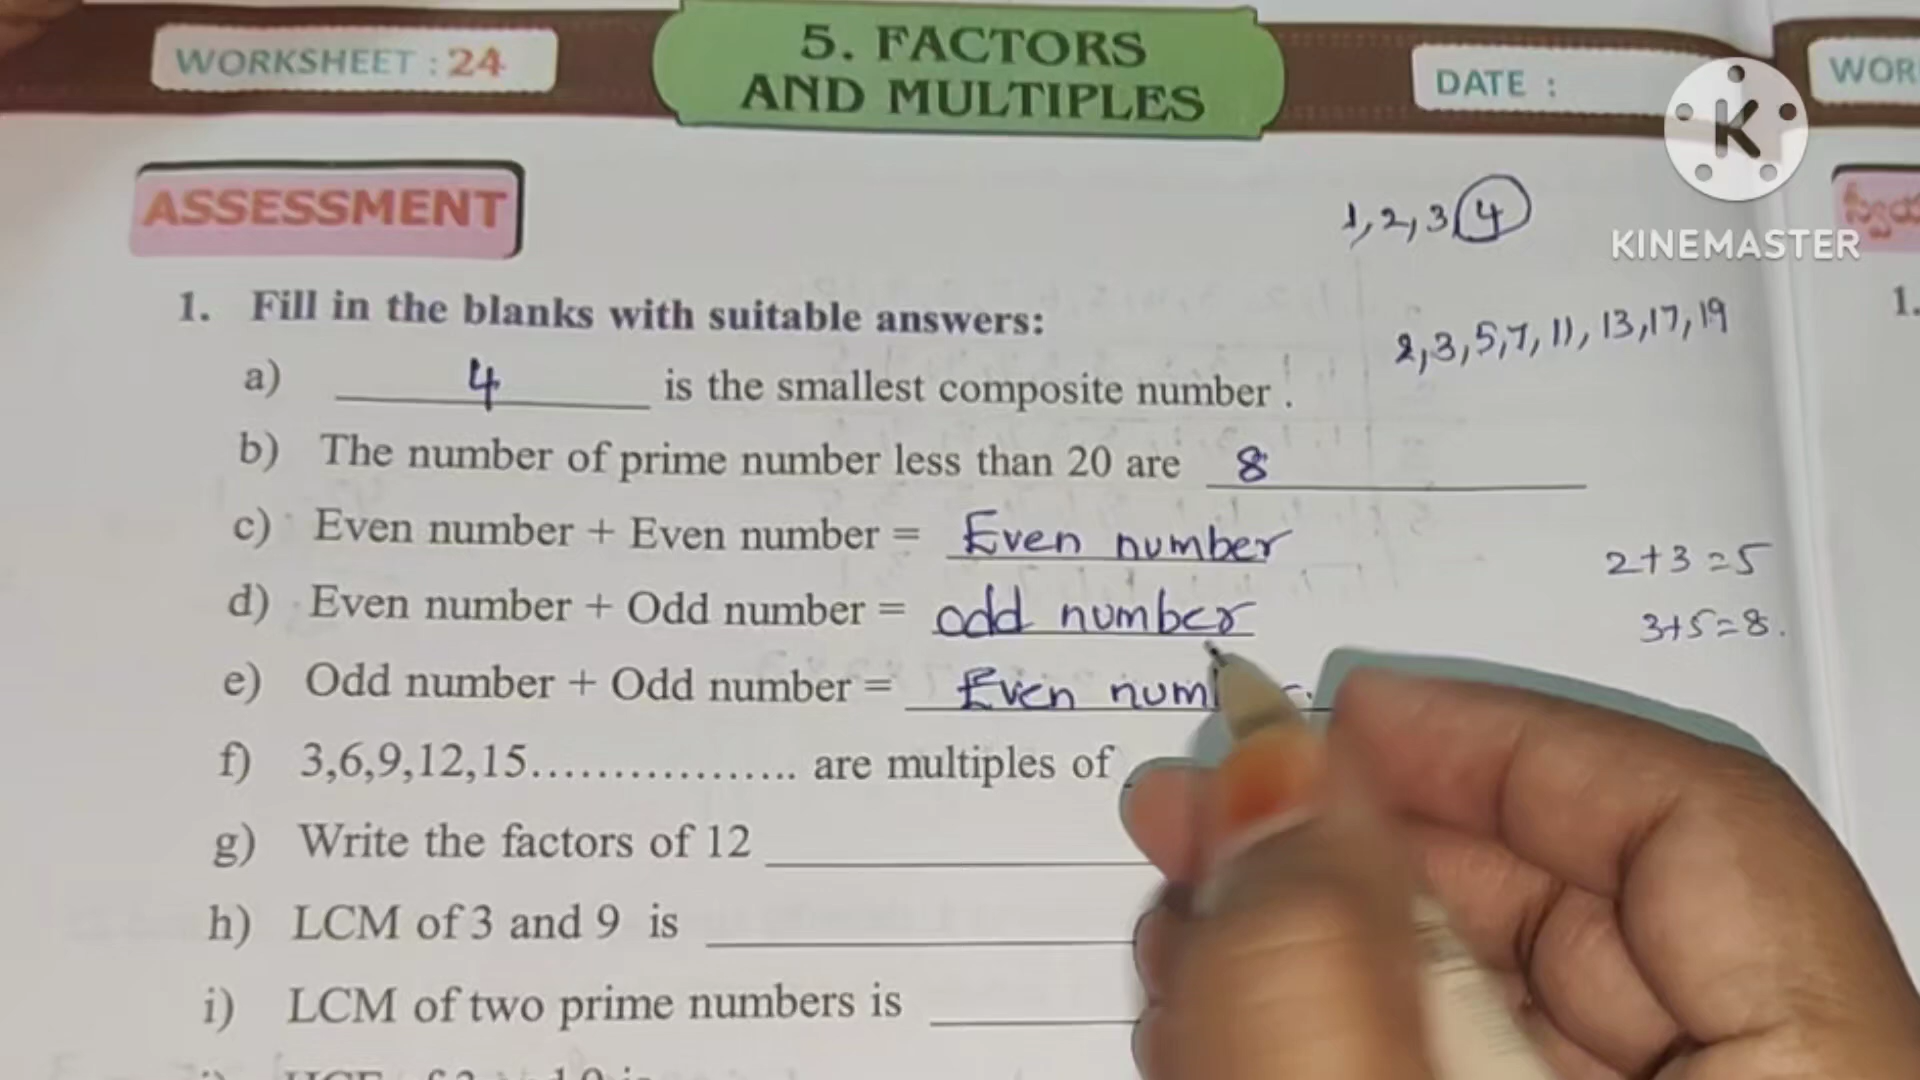 WORKSHEET : 24
5. FACTORS
AND MULTIPLES
DATE :
WOR
KINEMASTER
ASSESSMENT
1, 2, 3 4
2, 3, 5, 7, 11, 13, 17, 19
1. Fill in the blanks with suitable answers:
1.
a) 4 is the smallest composite number .
b) The number of prime number less than 20 are 8
c) Even number + Even number = Even number
2+3=5
d) Even number + Odd number = odd number
3+5=8.
e) Odd number + Odd number = Even num
f) 3,6,9,12,15................. are multiples of
g) Write the factors of 12
h) LCM of 3 and 9 is
i) LCM of two prime numbers is